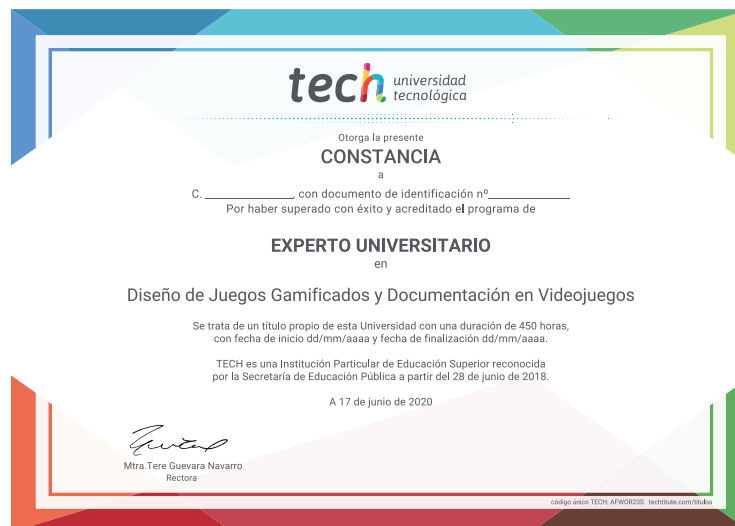 tech universidad
tecnológica
Otorga la presente
CONSTANCIA
a
C. ______________, con documento de identificación nº______________
Por haber superado con éxito y acreditado el programa de
EXPERTO UNIVERSITARIO
en
Diseño de Juegos Gamificados y Documentación en Videojuegos
Se trata de un título propio de esta Universidad con una duración de 450 horas,
con fecha de inicio dd/mm/aaaa y fecha de finalización dd/mm/aaaa.
TECH es una Institución Particular de Educación Superior reconocida
por la Secretaría de Educación Pública a partir del 28 de junio de 2018.
A 17 de junio de 2020
Mtra.Tere Guevara Navarro
Rectora
código único TECH: AFWOR23S techtitute.com/titulos